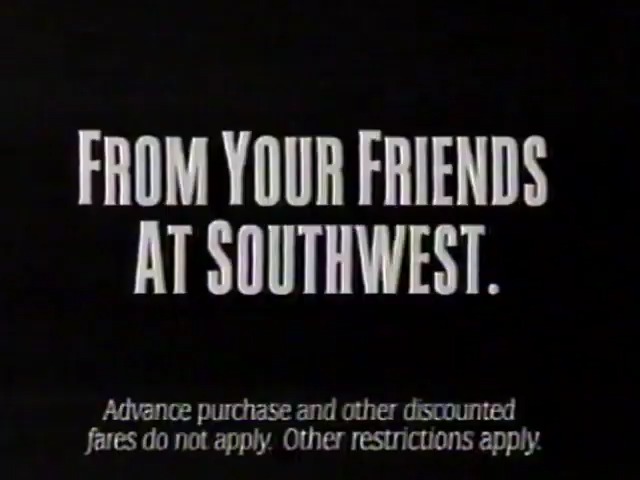 FROM YOUR FRIENDS
AT SOUTHWEST.
Advance purchase and other discounted
fares do not apply. Other restrictions apply.